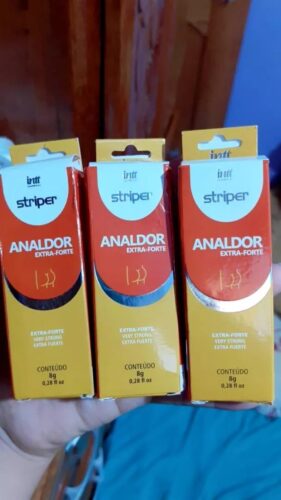 intt
striper
ANALDOR
EXTRA-FORTE
EXTRA-FORTE
VERY STRONG
EXTRA FUERTE
CONTEÚDO
8g
0,28 fl oz
intt
striper
ANALDOR
EXTRA-FORTE
EXTRA-FORTE
VERY STRONG
EXTRA FUERTE
CONTEÚDO
8g
0,28 fl oz
intt
striper
ANALDOR
EXTRA-FORTE
EXTRA-FORTE
VERY STRONG
EXTRA FUERTE
CONTEÚDO
8g
0,28 fl oz